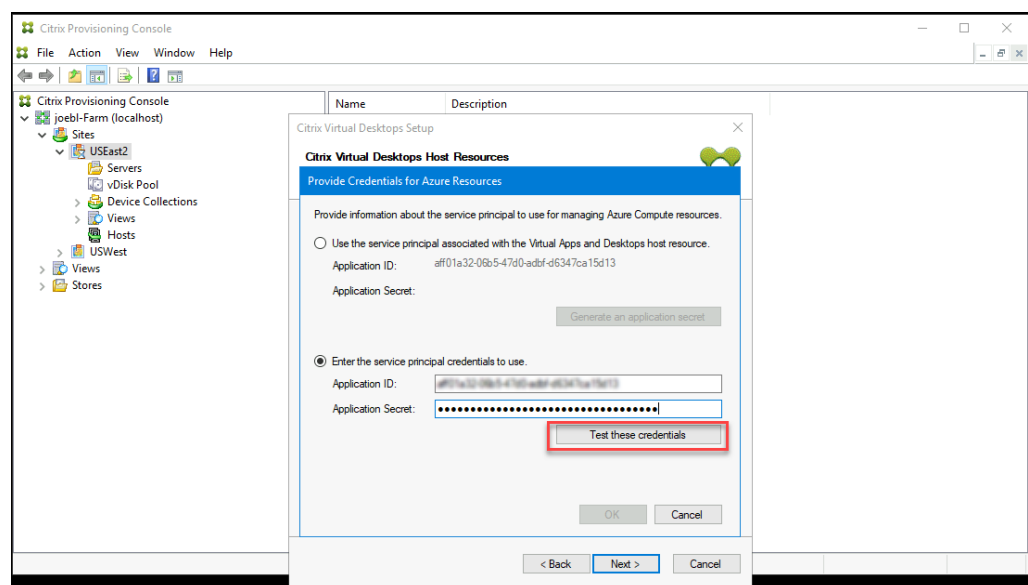 Citrix Provisioning Console
File Action View Window Help
Citrix Provisioning Console
joebl-Farm (localhost)
Sites
USEast2
Servers
vDisk Pool
Device Collections
Views
Hosts
USWest
Views
Stores
Name Description
Citrix Virtual Desktops Setup
Citrix Virtual Desktops Host Resources
Provide Credentials for Azure Resources
Provide information about the service principal to use for managing Azure Compute resources.
Use the service principal associated with the Virtual Apps and Desktops host resource.
Application ID: aff01a32-06b5-47d0-adbf-d6347ca15d13
Application Secret:
Generate an application secret
Enter the service principal credentials to use.
Application ID:
Application Secret:
Test these credentials
OK Cancel
< Back Next > Cancel